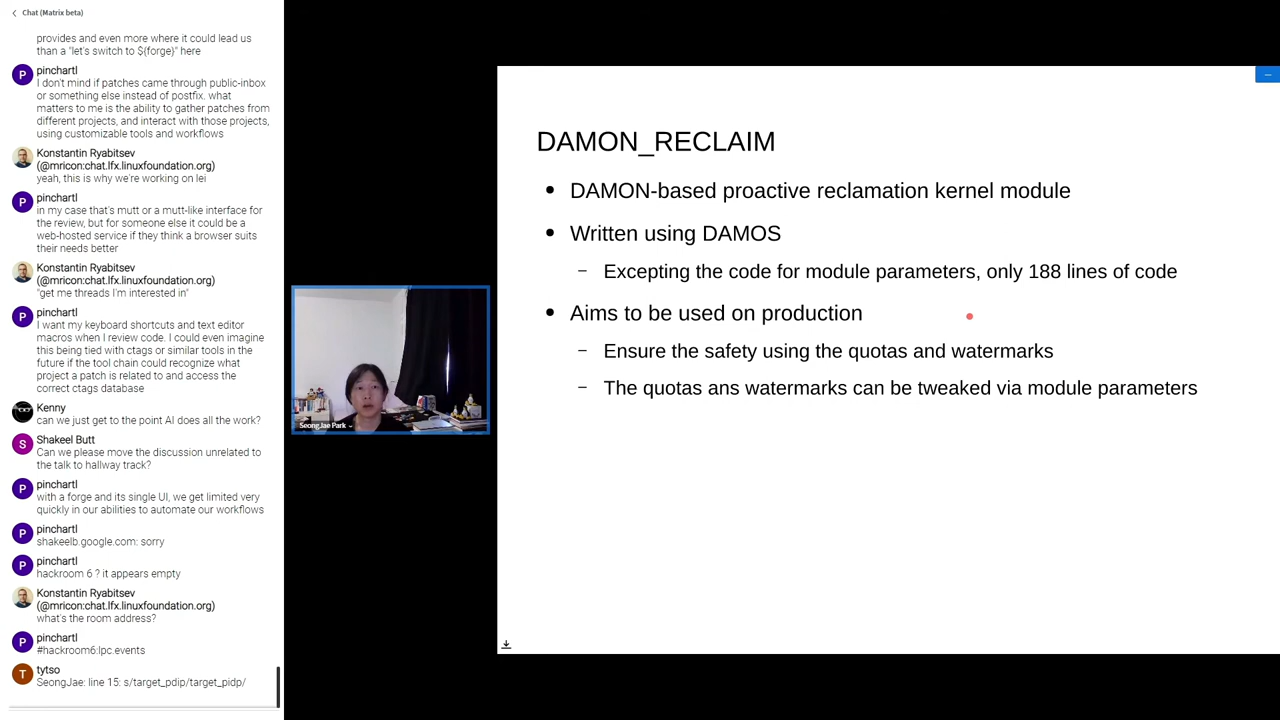 Chat (Matrix beta)
provides and even more where it could lead us
than a "let's switch to ${forge}" here
P
pinchartl
I don't mind if patches came through public-inbox
or something else instead of postfix. what
matters to me is the ability to gather patches from
different projects, and interact with those projects,
using customizable tools and workflows
Konstantin Ryabitsev
(@mricon:chat.lfx.linuxfoundation.org)
yeah, this is why we're working on lei
P
pinchartl
in my case that's mutt or a mutt-like interface for
the review, but for someone else it could be a
web-hosted service if they think a browser suits
their needs better
Konstantin Ryabitsev
(@mricon:chat.lfx.linuxfoundation.org)
"get me threads I'm interested in"
P
pinchartl
I want my keyboard shortcuts and text editor
macros when I review code. I could even imagine
this being tied with ctags or similar tools in the
future if the tool chain could recognize what
project a patch is related to and access the
correct ctags database
Kenny
can we just get to the point AI does all the work?
S
Shakeel Butt
Can we please move the discussion unrelated to
the talk to hallway track?
P
pinchartl
with a forge and its single UI, we get limited very
quickly in our abilities to automate our workflows
P
pinchartl
shakeelb.google.com: sorry
P
pinchartl
hackroom 6 ? it appears empty
Konstantin Ryabitsev
(@mricon:chat.lfx.linuxfoundation.org)
what's the room address?
P
pinchartl
#hackroom6:lpc.events
T
tytso
SeongJae: line 15: s/target_pdip/target_pidp/
SeongJae Park
DAMON_RECLAIM
• DAMON-based proactive reclamation kernel module
• Written using DAMOS
– Excepting the code for module parameters, only 188 lines of code
• Aims to be used on production
– Ensure the safety using the quotas and watermarks
– The quotas ans watermarks can be tweaked via module parameters